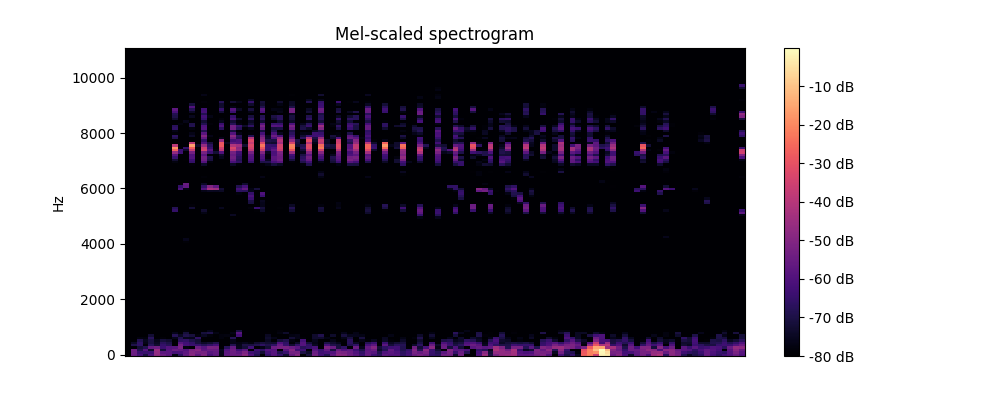 Mel-scaled spectrogram
Hz
10000
8000
6000
4000
2000
0
-10 dB
-20 dB
-30 dB
-40 dB
-50 dB
-60 dB
-70 dB
-80 dB